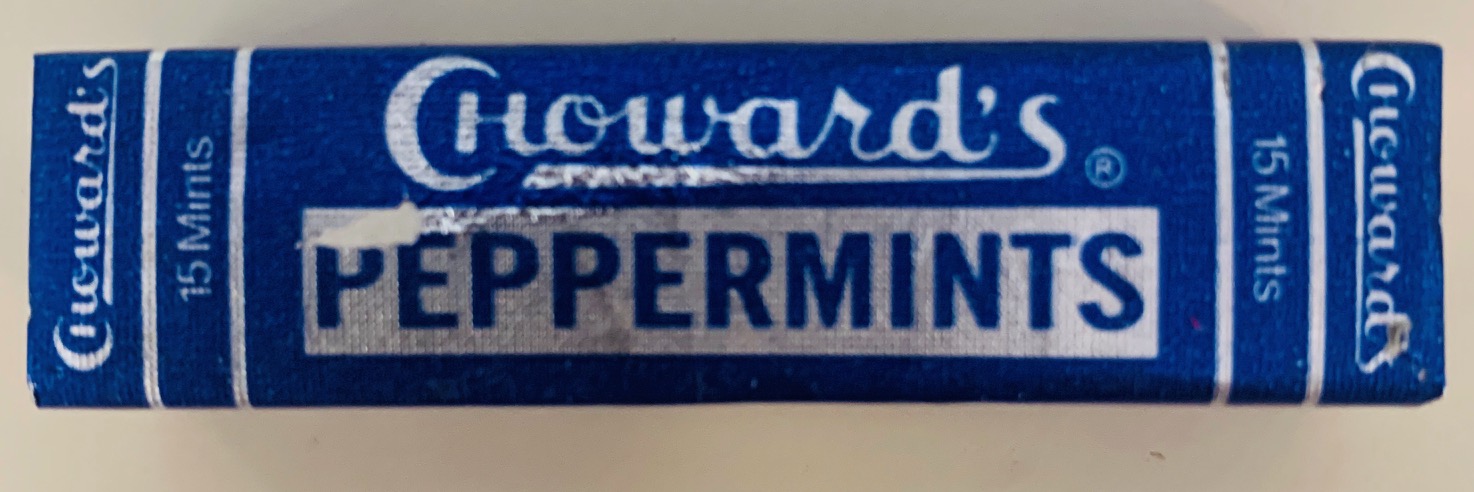 Choward's
15 Mints
Choward's®
PEPPERMINTS
15 Mints
Choward's